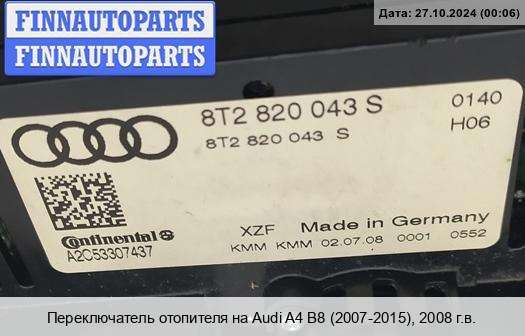 FINNAUTOPARTS
FINNAUTOPARTS
Дата: 27.10.2024 (00:06)
8T2 820 043 S
0140
8T2 820 043 S
H06
Continental
A2C53307437
XZF Made in Germany
KMM KMM 02.07.08 0001 0552
Переключатель отопителя на Audi A4 B8 (2007-2015), 2008 г.в.